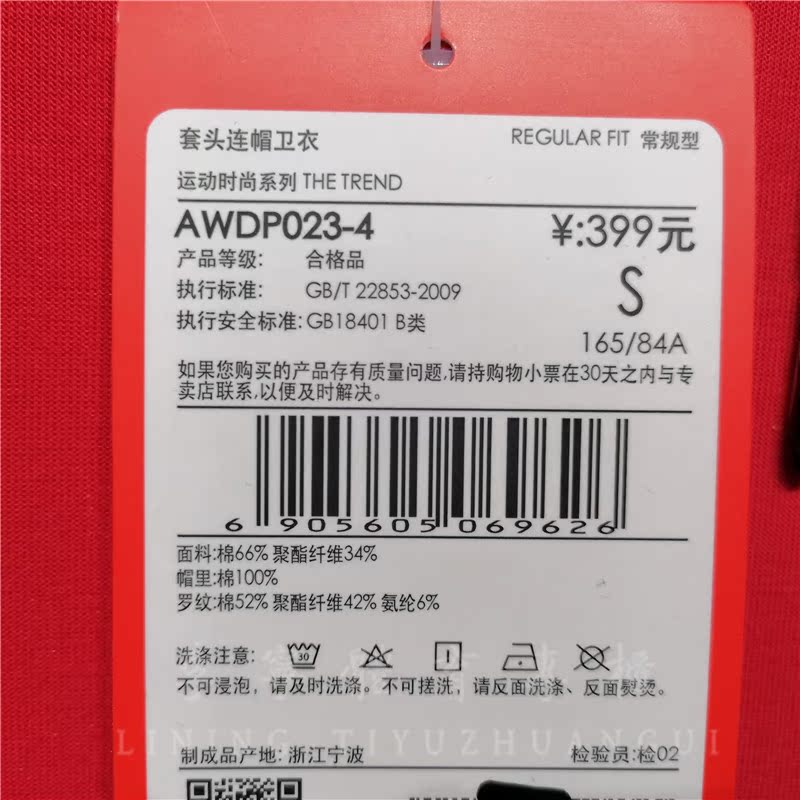 套头连帽卫衣 REGULAR FIT 常规型
运动时尚系列 THE TREND
AWDP023-4 ¥:399元
产品等级: 合格品
执行标准: GB/T 22853-2009
S
执行安全标准:GB18401 B类
165/84A
如果您购买的产品存有质量问题,请持购物小票在30天之内与专
卖店联系,以便及时解决。
6 905605 069626
面料:棉66% 聚酯纤维34%
帽里:棉100%
罗纹:棉52% 聚酯纤维42% 氨纶6%
洗涤注意: 30
不可浸泡，请及时洗涤。不可搓洗，请反面洗涤、反面熨烫。
LINING TIYUZHUANGUI
制成品产地: 浙江宁波 检验员:检02